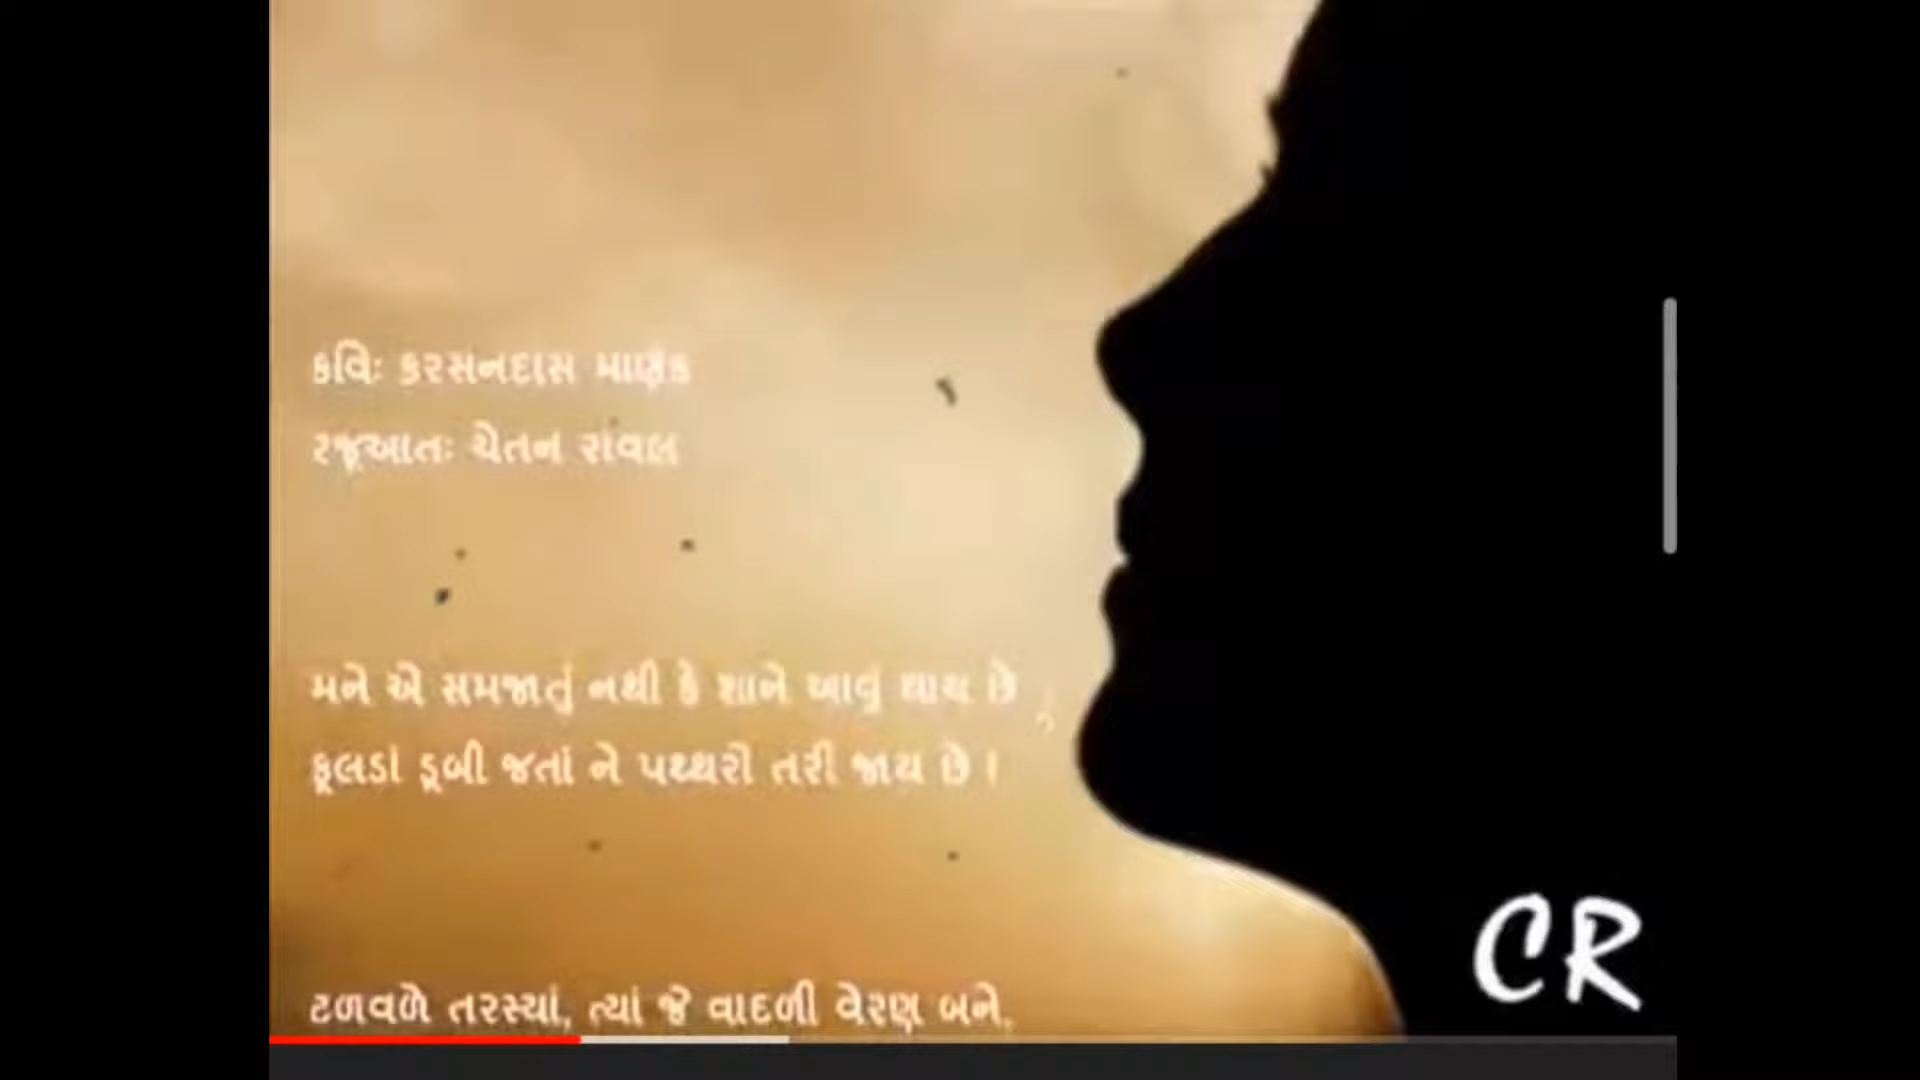 કવિઃ કરસનદાસ માણેક
રજૂઆતઃ ચેતન રાવલ
મને એ સમજાતું નથી કે શાને આવું થાય છે
ફૂલડાં ડૂબી જતાં ને પથ્થરો તરી જાય છે !
ટળવળે તરસ્યાં, ત્યાં જે વાદળી વેરણ બને,
CR